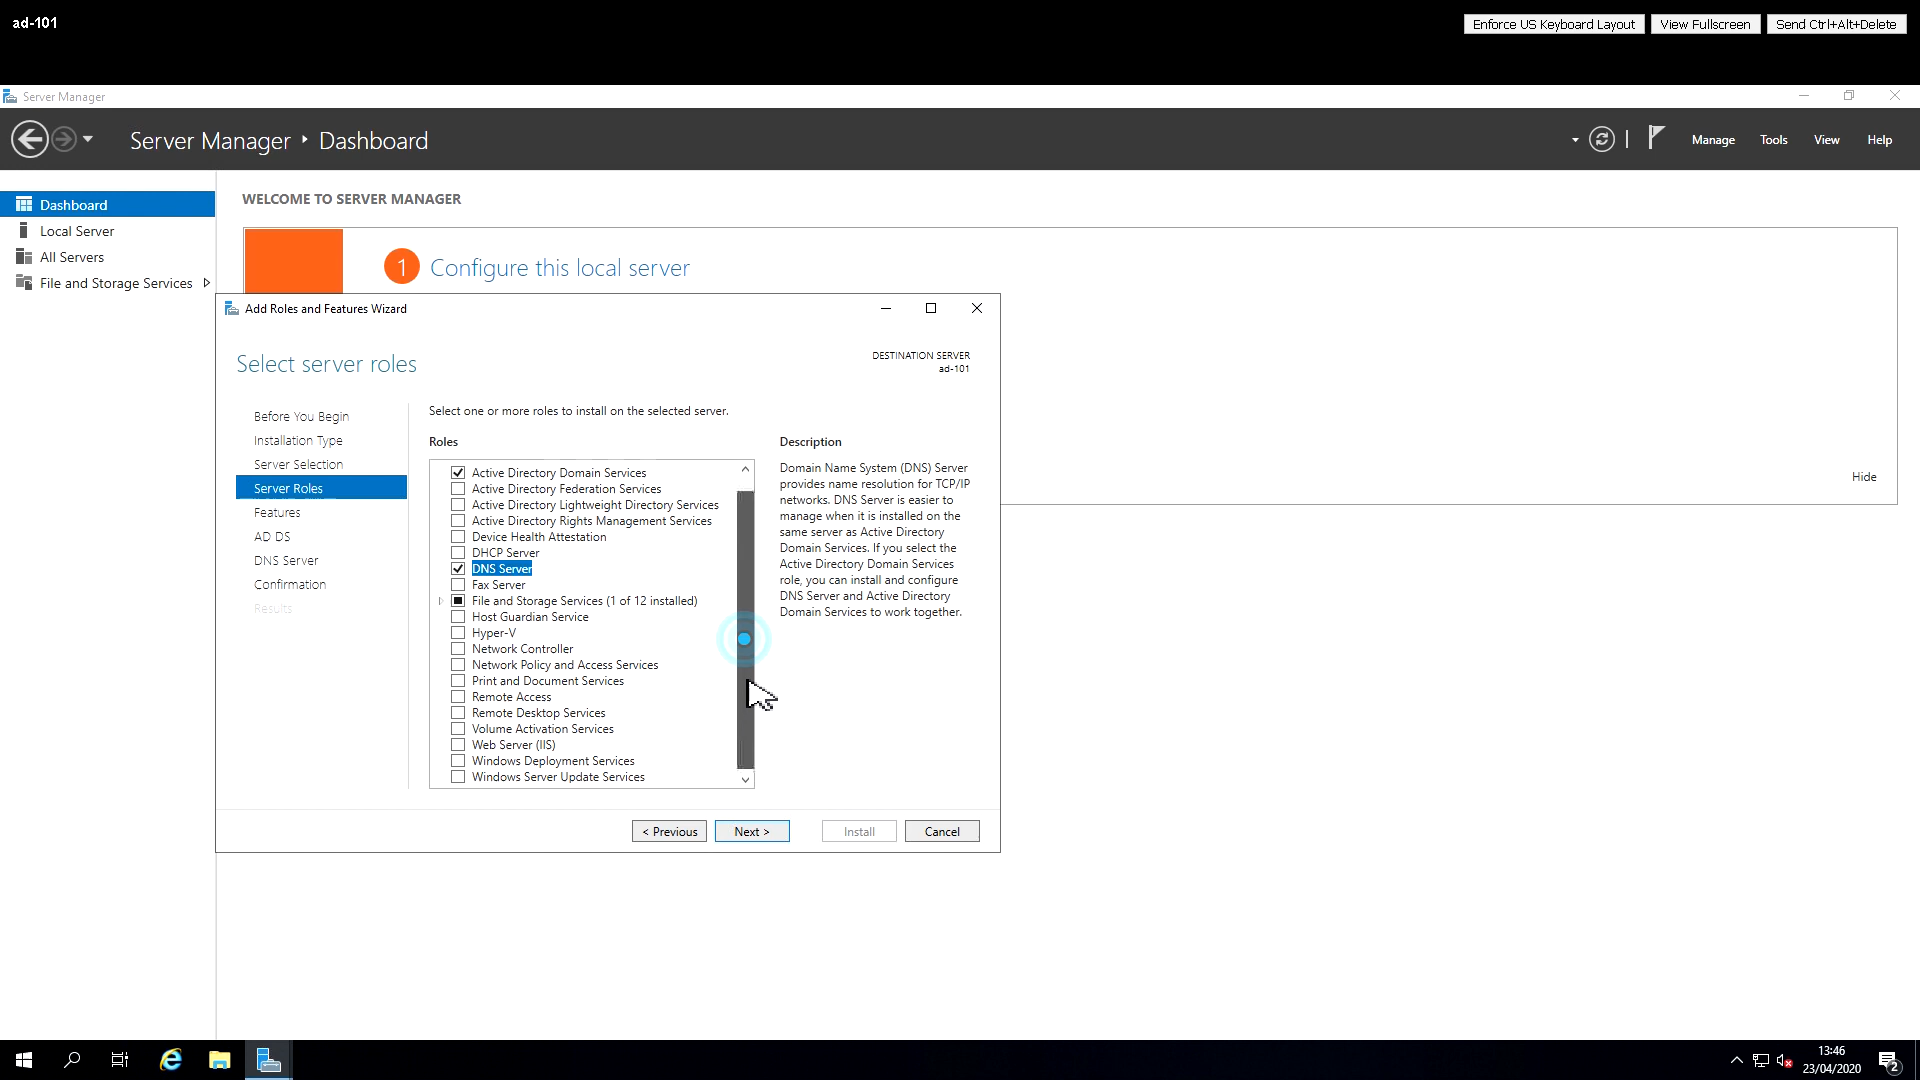 ad-101
Enforce US Keyboard Layout
View Fullscreen
Send Ctrl+Alt+Delete
Server Manager
Server Manager
Dashboard
Manage
Tools
View
Help
Dashboard
Local Server
All Servers
File and Storage Services
WELCOME TO SERVER MANAGER
1
Configure this local server
Hide
Add Roles and Features Wizard
Select server roles
DESTINATION SERVER
ad-101
Before You Begin
Installation Type
Server Selection
Server Roles
Features
AD DS
DNS Server
Confirmation
Results
Select one or more roles to install on the selected server.
Roles
Active Directory Domain Services
Active Directory Federation Services
Active Directory Lightweight Directory Services
Active Directory Rights Management Services
Device Health Attestation
DHCP Server
DNS Server
Fax Server
File and Storage Services (1 of 12 installed)
Host Guardian Service
Hyper-V
Network Controller
Network Policy and Access Services
Print and Document Services
Remote Access
Remote Desktop Services
Volume Activation Services
Web Server (IIS)
Windows Deployment Services
Windows Server Update Services
Description
Domain Name System (DNS) Server
provides name resolution for TCP/IP
networks. DNS Server is easier to
manage when it is installed on the
same server as Active Directory
Domain Services. If you select the
Active Directory Domain Services
role, you can install and configure
DNS Server and Active Directory
Domain Services to work together.
< Previous
Next >
Install
Cancel
13:46
23/04/2020
2